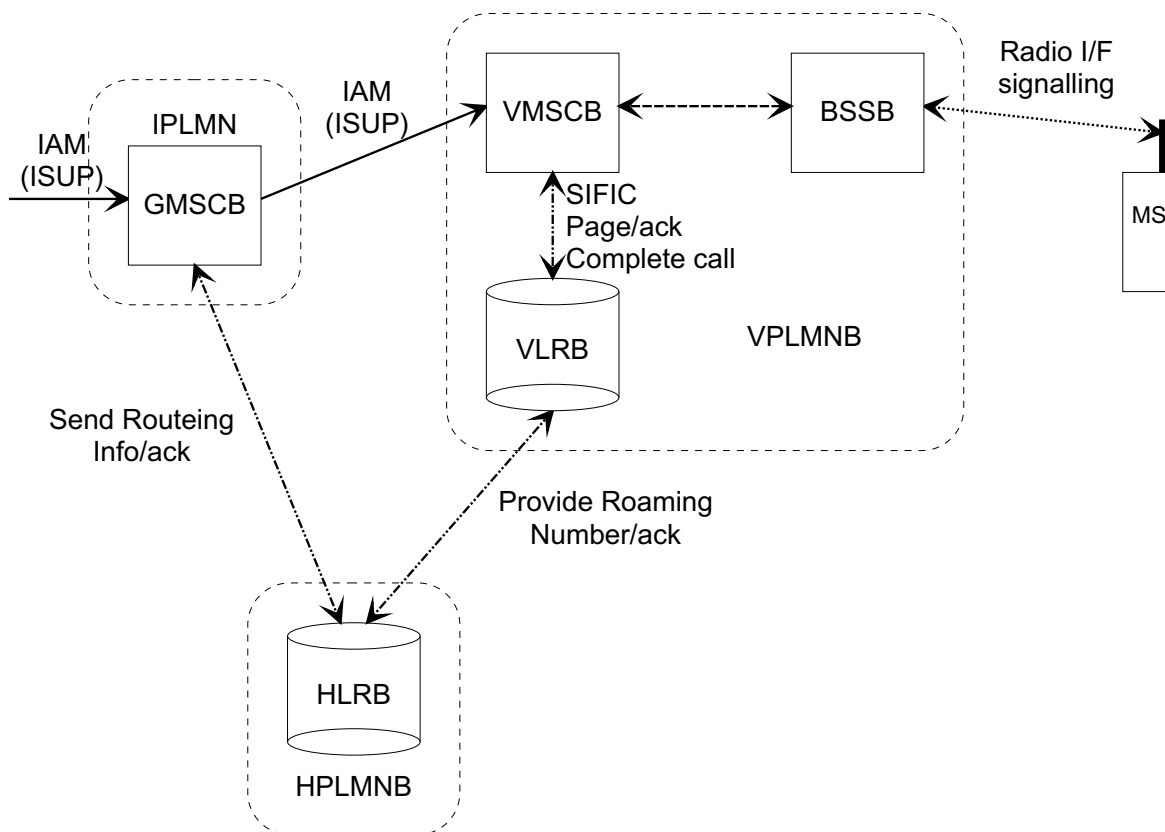 IAM
(ISUP)
IPLMN
GMSCB
IAM
(ISUP)
VMSCB
BSSB
Radio I/F
signalling
MS
SIFIC
Page/ack
Complete call
VLRB
VPLMNB
Send Routeing
Info/ack
Provide Roaming
Number/ack
HLRB
HPLMNB